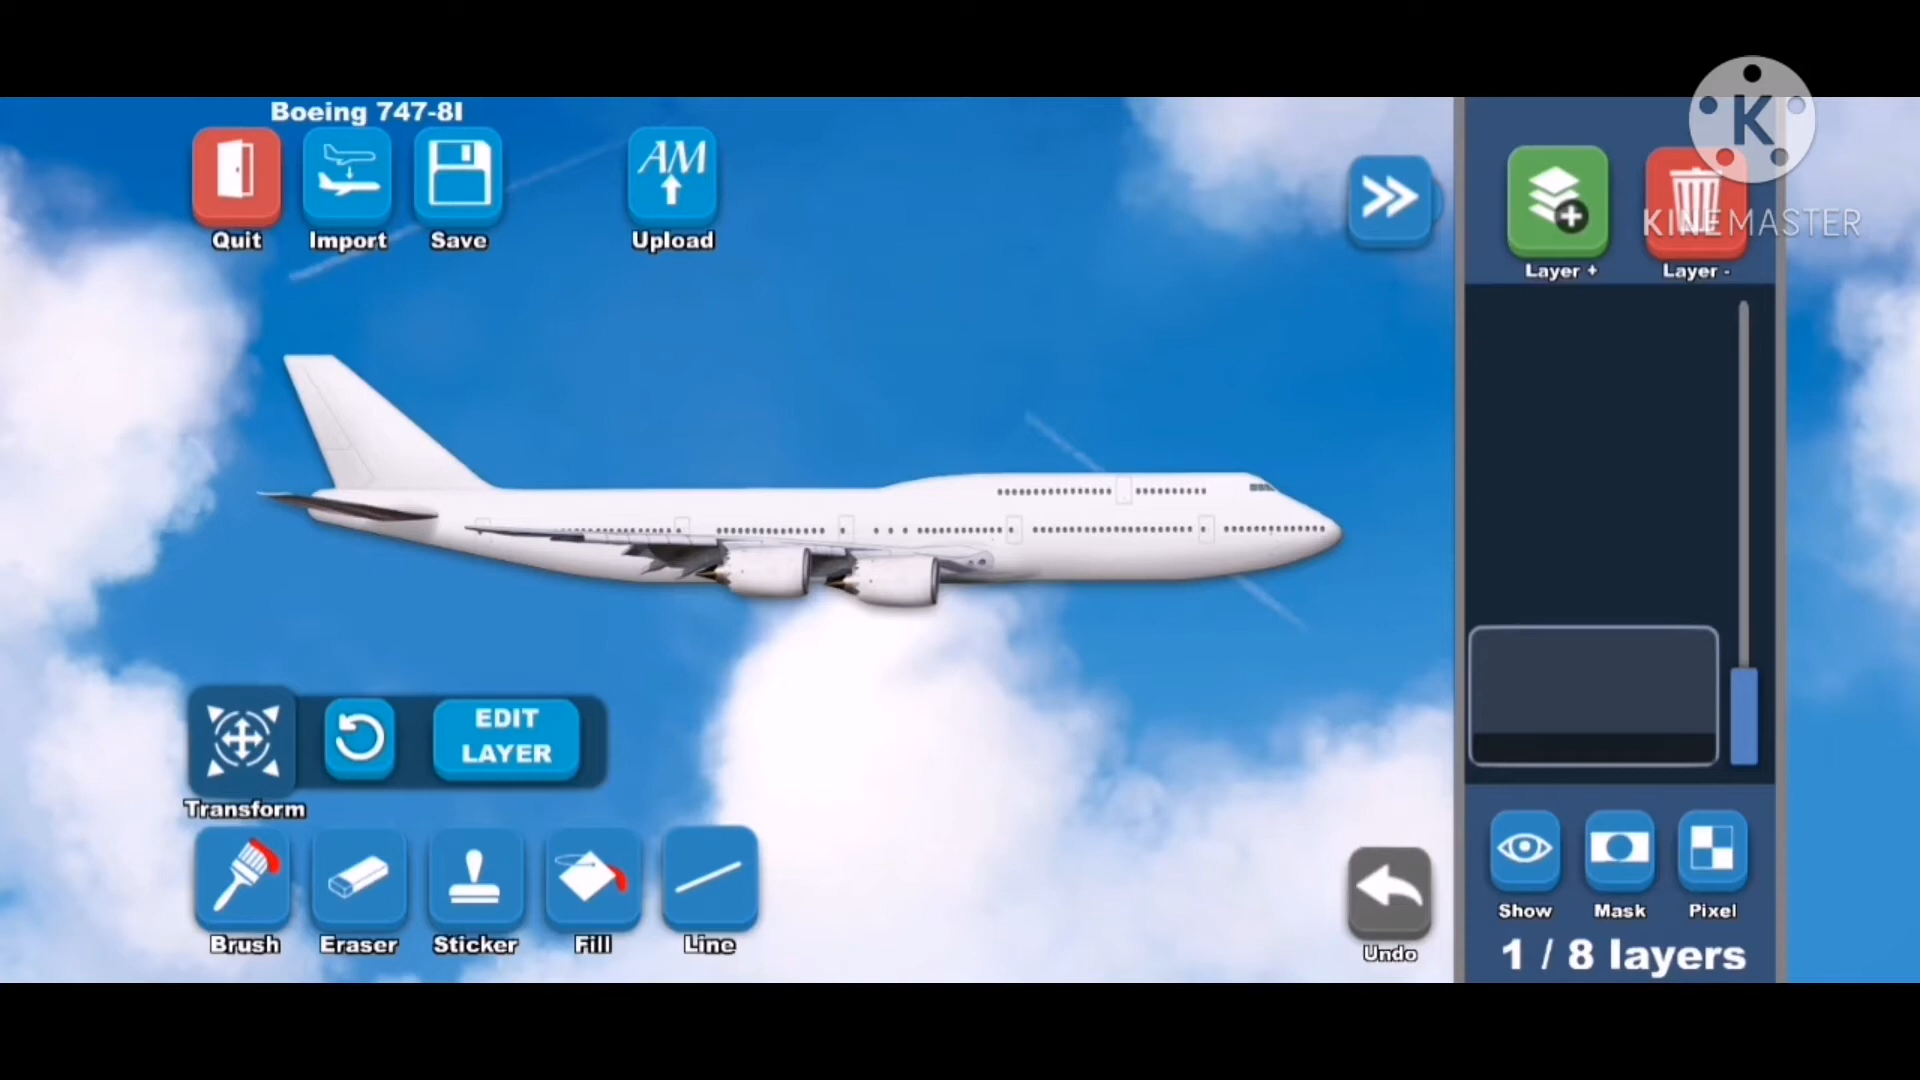 Boeing 747-8I
Quit
Import
Save
AM
Upload
K
KINEMASTER
Layer +
Layer -
EDIT
LAYER
Transform
Brush
Eraser
Sticker
Fill
Line
Undo
Show
Mask
Pixel
1 / 8 layers